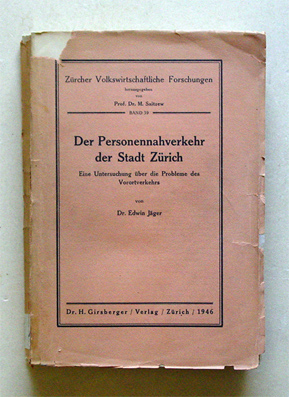 Zürcher Volkswirtschaftliche Forschungen
herausgegeben
von
Prof. Dr. M. Saitzew
BAND 38
Der Personennahverkehr
der Stadt Zürich
Eine Untersuchung über die Probleme des
Vorortverkehrs
von
Dr. Edwin Jäger
Dr. H. Girsberger / Verlag / Zürich / 1946